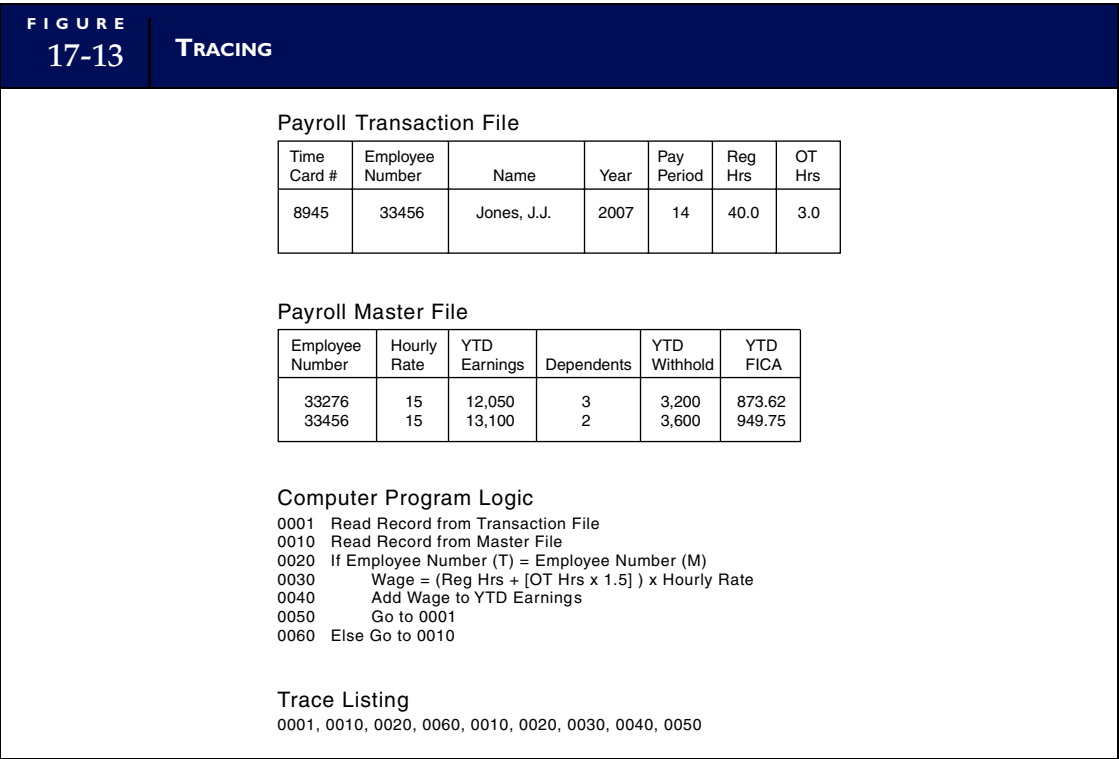 FIGURE
17-13
TRACING
Payroll Transaction File
Time Card # Employee Number Name Year Pay Period Reg Hrs OT Hrs
8945 33456 Jones, J.J. 2007 14 40.0 3.0
Payroll Master File
Employee Number Hourly Rate YTD Earnings Dependents YTD Withhold YTD FICA
33276 15 12,050 3 3,200 873.62
33456 15 13,100 2 3,600 949.75
Computer Program Logic
0001 Read Record from Transaction File
0010 Read Record from Master File
0020 If Employee Number (T) = Employee Number (M)
0030 Wage = (Reg Hrs + [OT Hrs x 1.5] ) x Hourly Rate
0040 Add Wage to YTD Earnings
0050 Go to 0001
0060 Else Go to 0010
Trace Listing
0001, 0010, 0020, 0060, 0010, 0020, 0030, 0040, 0050